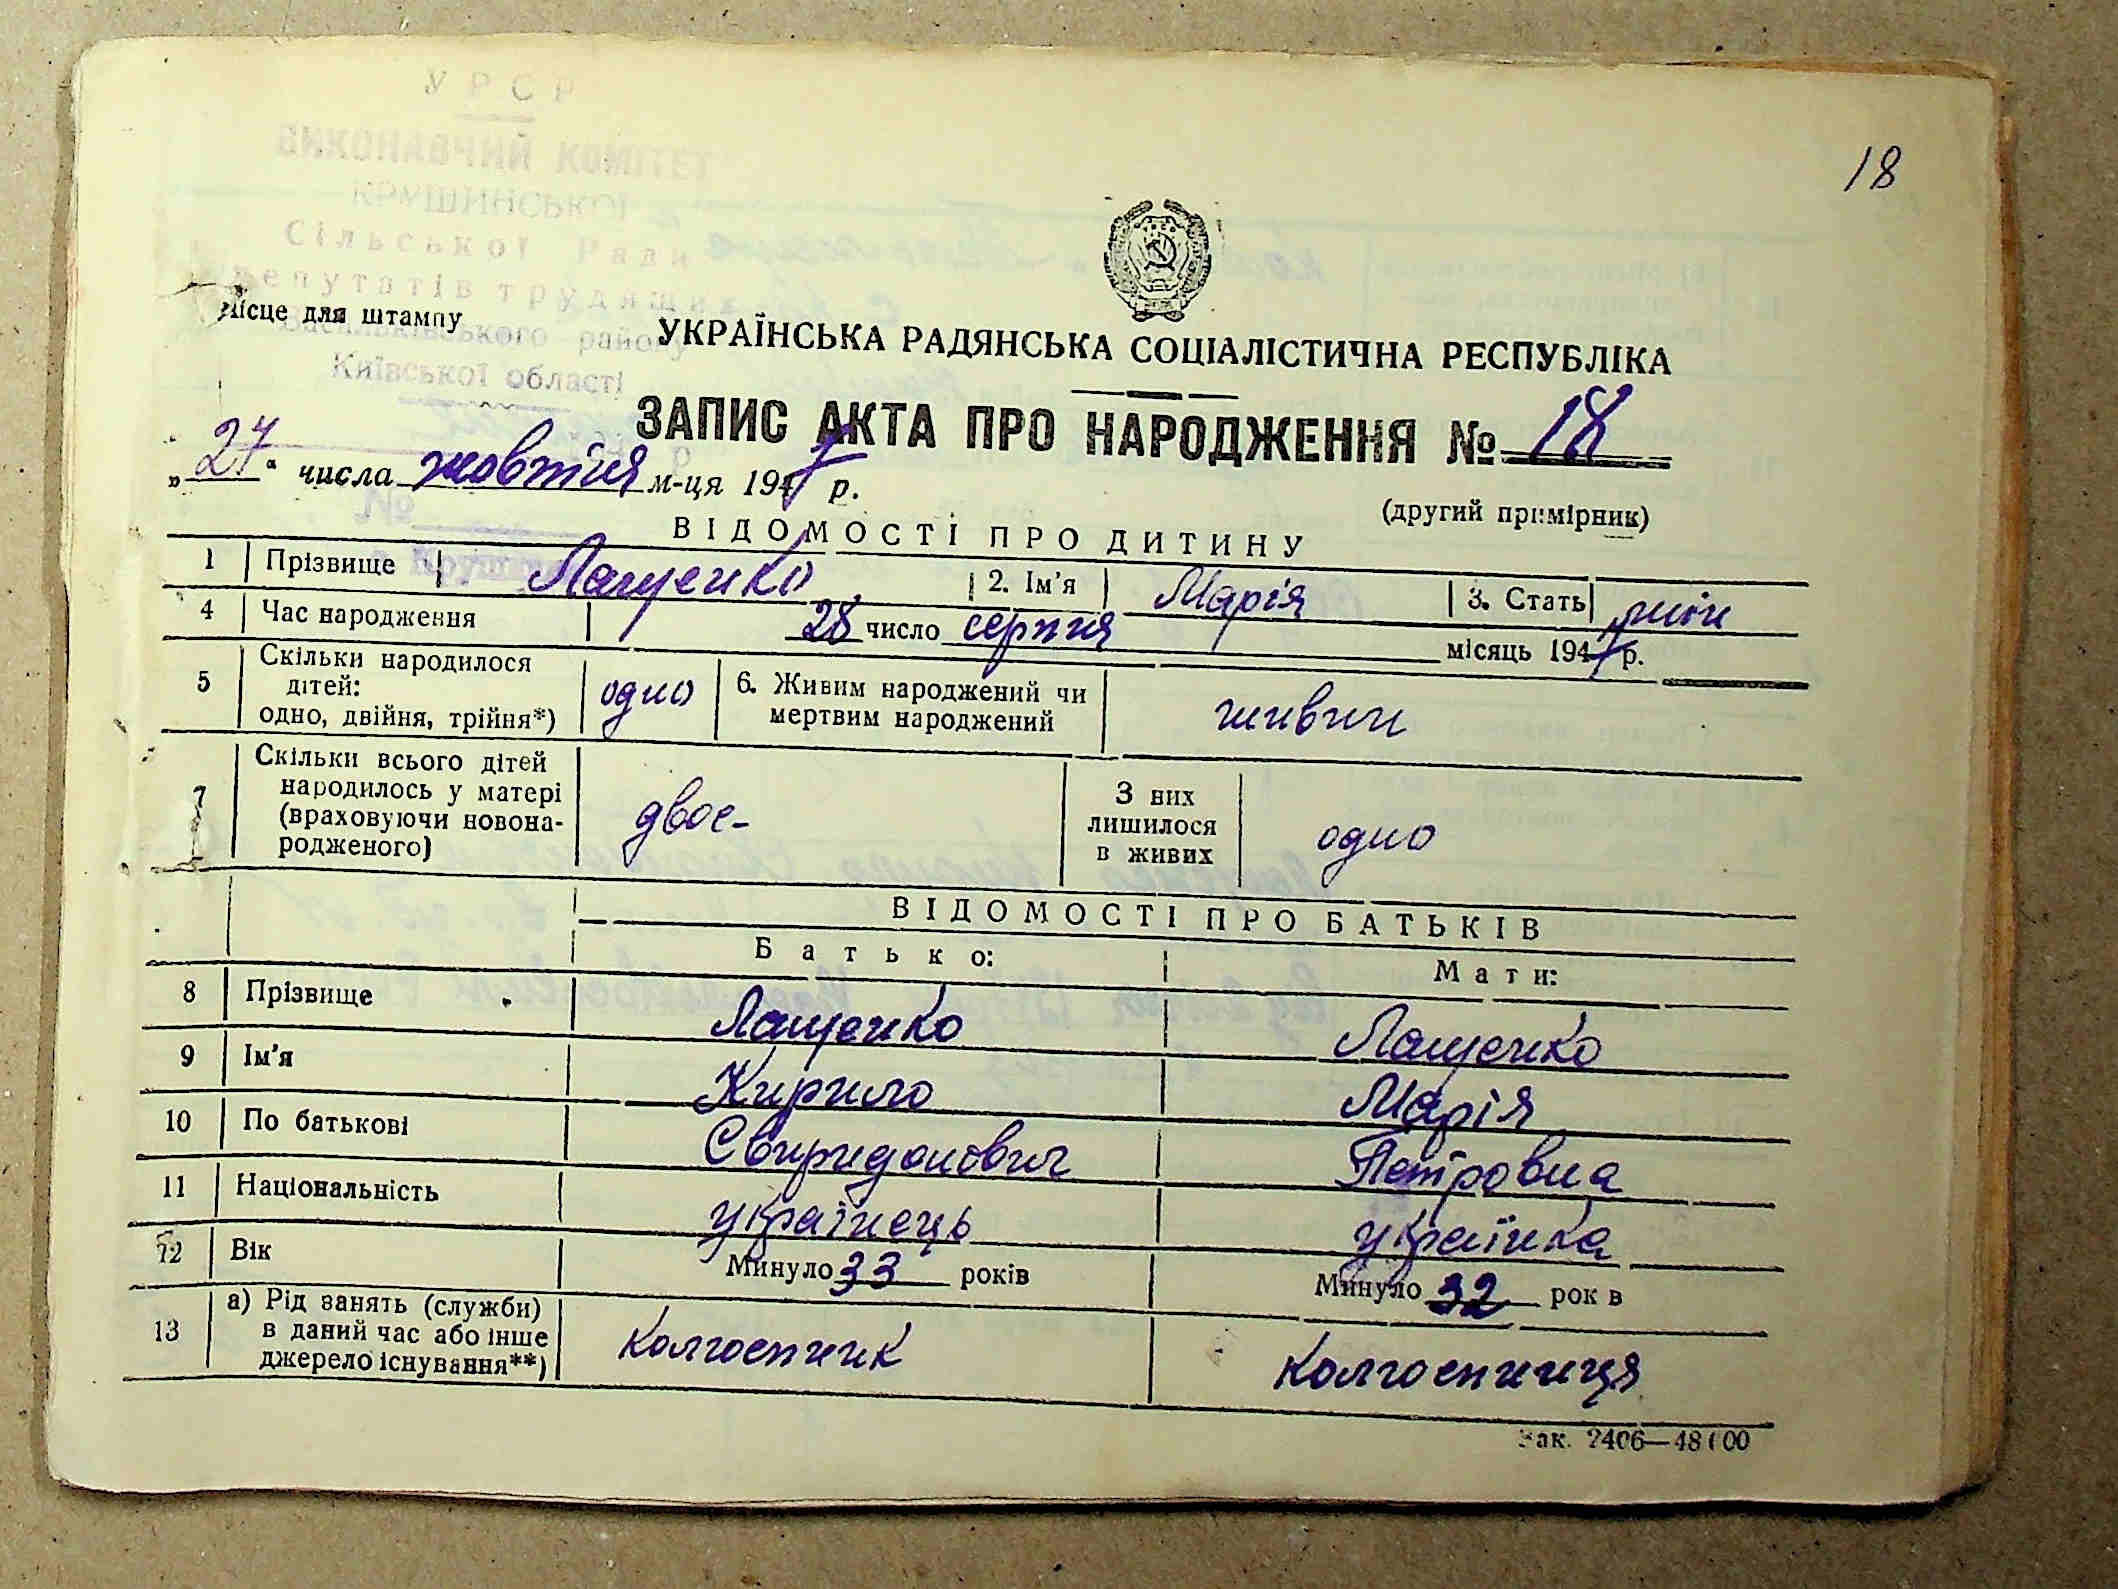 18
УРСР
ВИКОНАВЧИЙ КОМІТЕТ
КРУШИНСЬКОЇ
Сільської Ради
депутатів трудящих
Васильківського району
Київської області
Місце для штампу
УКРАЇНСЬКА РАДЯНСЬКА СОЦІАЛІСТИЧНА РЕСПУБЛІКА
ЗАПИС АКТА ПРО НАРОДЖЕННЯ № 18
„27“ числа жовтня м-ця 1947 р.
(другий примірник)
ВІДОМОСТІ ПРО ДИТИНУ
1 Прізвище Лащенко 2. Ім'я Марія 3. Стать жін
4 Час народження 28 число серпня місяць 1947 р.
5 Скільки народилося дітей: одно, двійня, трійня*) одно 6. Живим народжений чи мертвим народжений живим
7 Скільки всього дітей народилось у матері (враховуючи новонародженого) двоє З них лишилося в живих одно
ВІДОМОСТІ ПРО БАТЬКІВ
Батько: Мати:
8 Прізвище Лащенко Лащенко
9 Ім'я Кирило Марія
10 По батькові Свиридонович Петровна
11 Національність українець українка
12 Вік Минуло 33 років Минуло 32 рок в
13 а) Рід занять (служби) в даний час або інше джерело існування**) Колгоспник Колгоспниця
Зак. 2406—48000